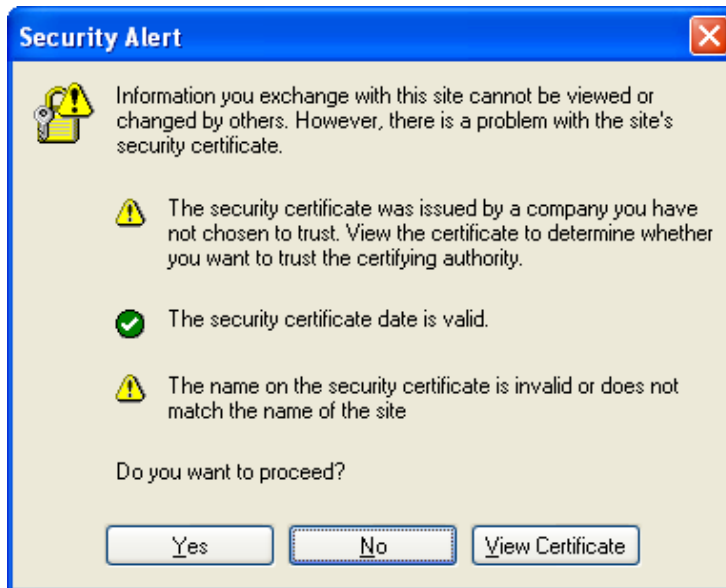 Security Alert
Information you exchange with this site cannot be viewed or
changed by others. However, there is a problem with the site's
security certificate.
The security certificate was issued by a company you have
not chosen to trust. View the certificate to determine whether
you want to trust the certifying authority.
The security certificate date is valid.
The name on the security certificate is invalid or does not
match the name of the site
Do you want to proceed?
Yes No View Certificate